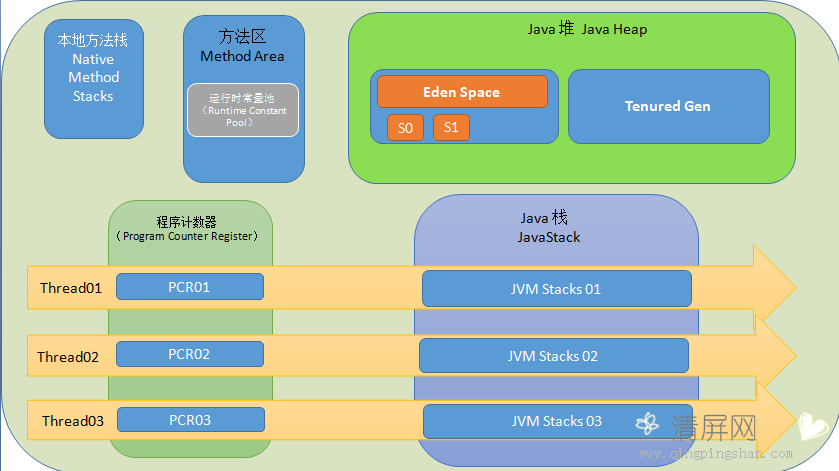 本地方法栈
Native
Method
Stacks
方法区
Method Area
运行时常量池
（Runtime Constant
Pool）
Java 堆 Java Heap
Eden Space
S0
S1
Tenured Gen
程序计数器
（Program Counter Register）
Java 栈
JavaStack
Thread01
PCR01
JVM Stacks 01
Thread02
PCR02
JVM Stacks 02
Thread03
PCR03
JVM Stacks 03
清屏网
www.qingpingshan.com